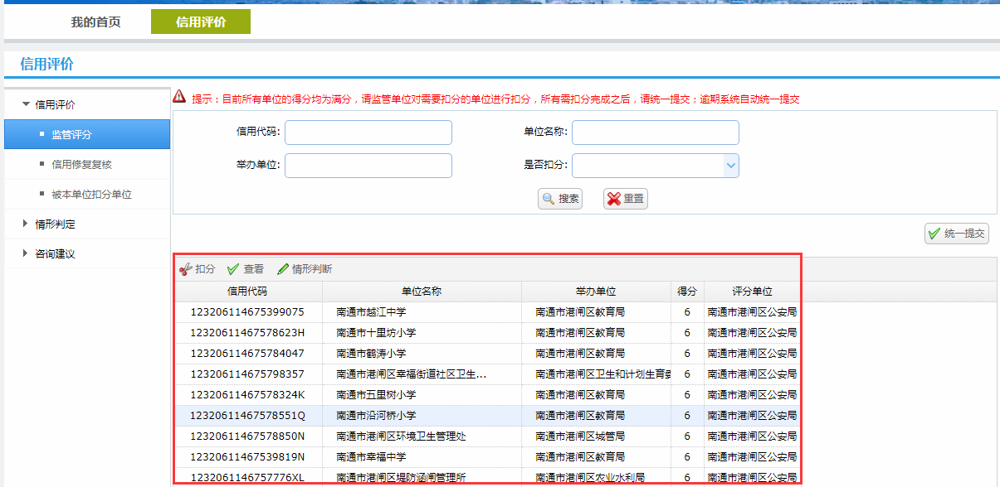 我的首页 信用评价
信用评价
信用评价
监管评分
信用修复复核
被本单位扣分单位
情形判定
咨询建议
提示：目前所有单位的得分均为满分，请监管单位对需要扣分的单位进行扣分，所有需扣分完成之后，请统一提交；逾期系统自动统一提交
信用代码: 单位名称:
举办单位: 是否扣分:
搜索 重置
统一提交
扣分 查看 情形判断
信用代码 单位名称 举办单位 得分 评分单位
123206114675399075 南通市越江中学 南通市港闸区教育局 6 南通市港闸区公安局
12320611467578623H 南通市十里坊小学 南通市港闸区教育局 6 南通市港闸区公安局
123206114675784047 南通市鹤涛小学 南通市港闸区教育局 6 南通市港闸区公安局
123206114675798357 南通市港闸区幸福街道社区卫生... 南通市港闸区卫生和计划生育委 6 南通市港闸区公安局
12320611467578324K 南通市五里树小学 南通市港闸区教育局 6 南通市港闸区公安局
12320611467578551Q 南通市沿河桥小学 南通市港闸区教育局 6 南通市港闸区公安局
12320611467578850N 南通市港闸区环境卫生管理处 南通市港闸区城管局 6 南通市港闸区公安局
12320611467539819N 南通市幸福中学 南通市港闸区教育局 6 南通市港闸区公安局
1232061146757776XL 南通市港闸区堤防涵闸管理所 南通市港闸区农业水利局 6 南通市港闸区公安局